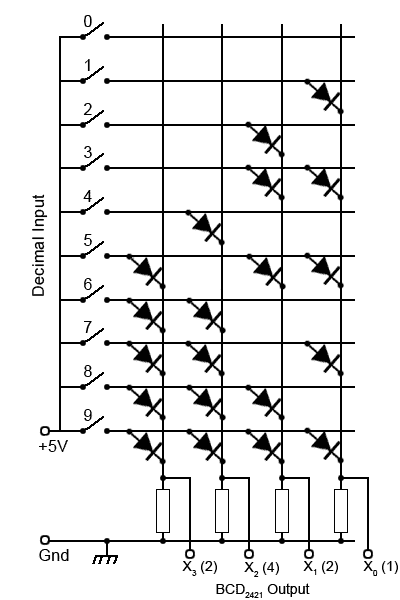 0
1
2
3
4
5
6
7
8
9
Decimal Input
+5V
Gnd
X₃ (2) X₂ (4) X₁ (2) X₀ (1)
BCD₂₄₂₁ Output